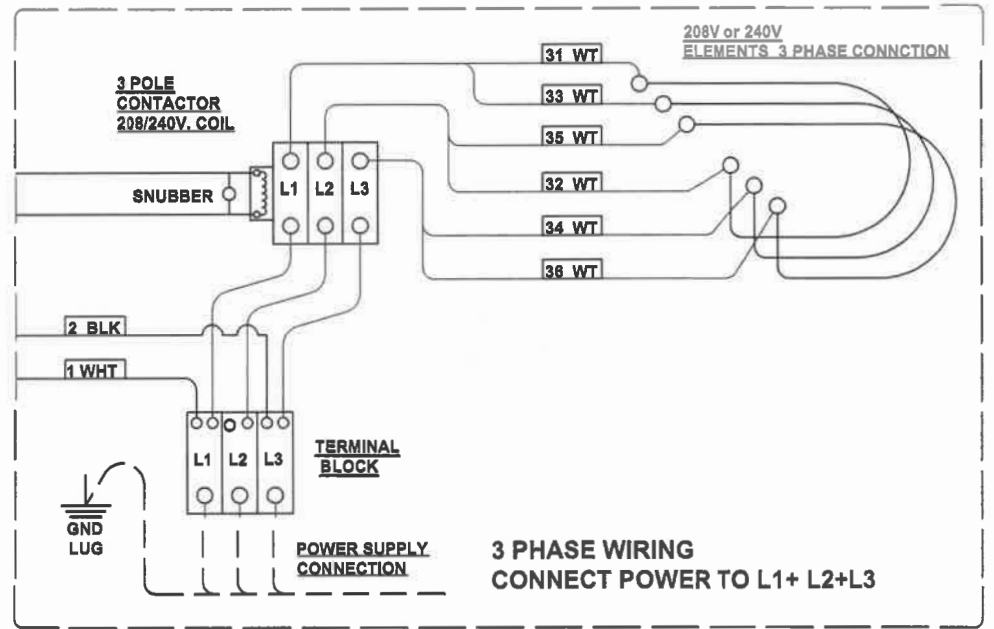 208V or 240V
ELEMENTS 3 PHASE CONNCTION
31 WT
33 WT
35 WT
32 WT
34 WT
36 WT
3 POLE
CONTACTOR
208/240V. COIL
SNUBBER
L1 L2 L3
2 BLK
1 WHT
L1 L2 L3
TERMINAL
BLOCK
GND
LUG
POWER SUPPLY
CONNECTION
3 PHASE WIRING
CONNECT POWER TO L1+ L2+L3